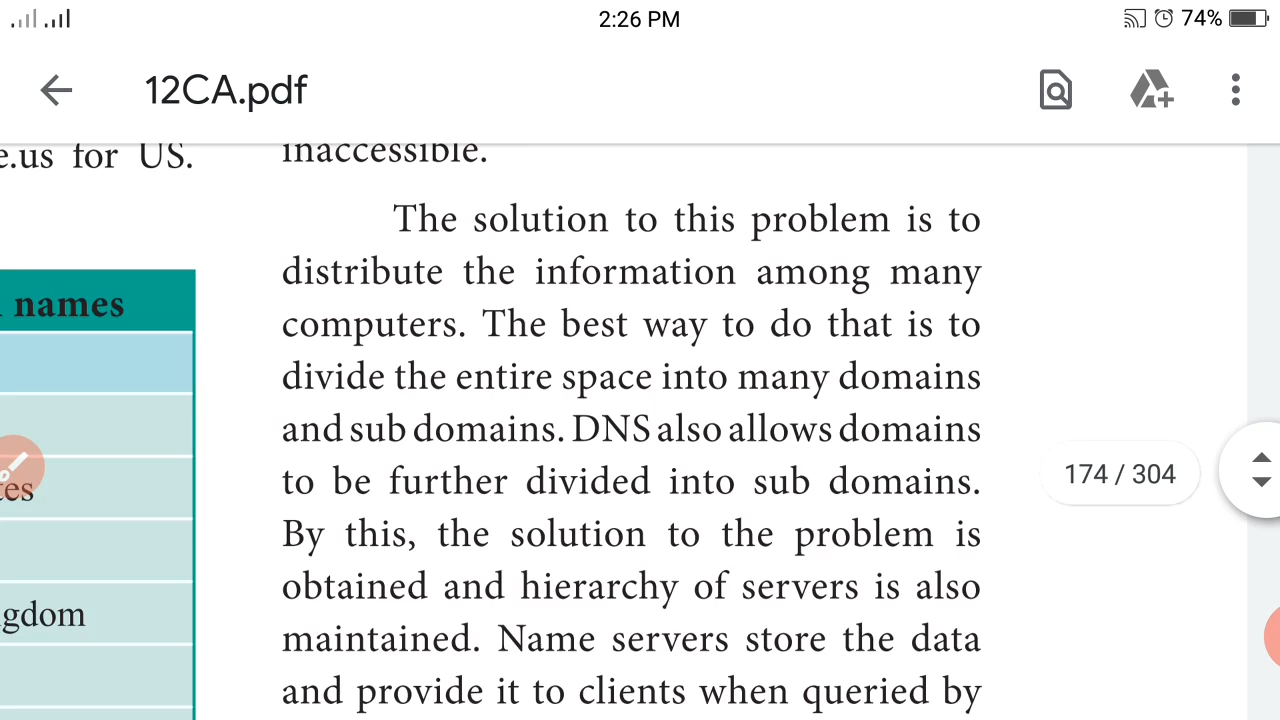 2:26 PM
74%
12CA.pdf
e.us for US.
names
tes
gdom
inaccessible.
The solution to this problem is to
distribute the information among many
computers. The best way to do that is to
divide the entire space into many domains
and sub domains. DNS also allows domains
to be further divided into sub domains.
By this, the solution to the problem is
obtained and hierarchy of servers is also
maintained. Name servers store the data
and provide it to clients when queried by
174 / 304